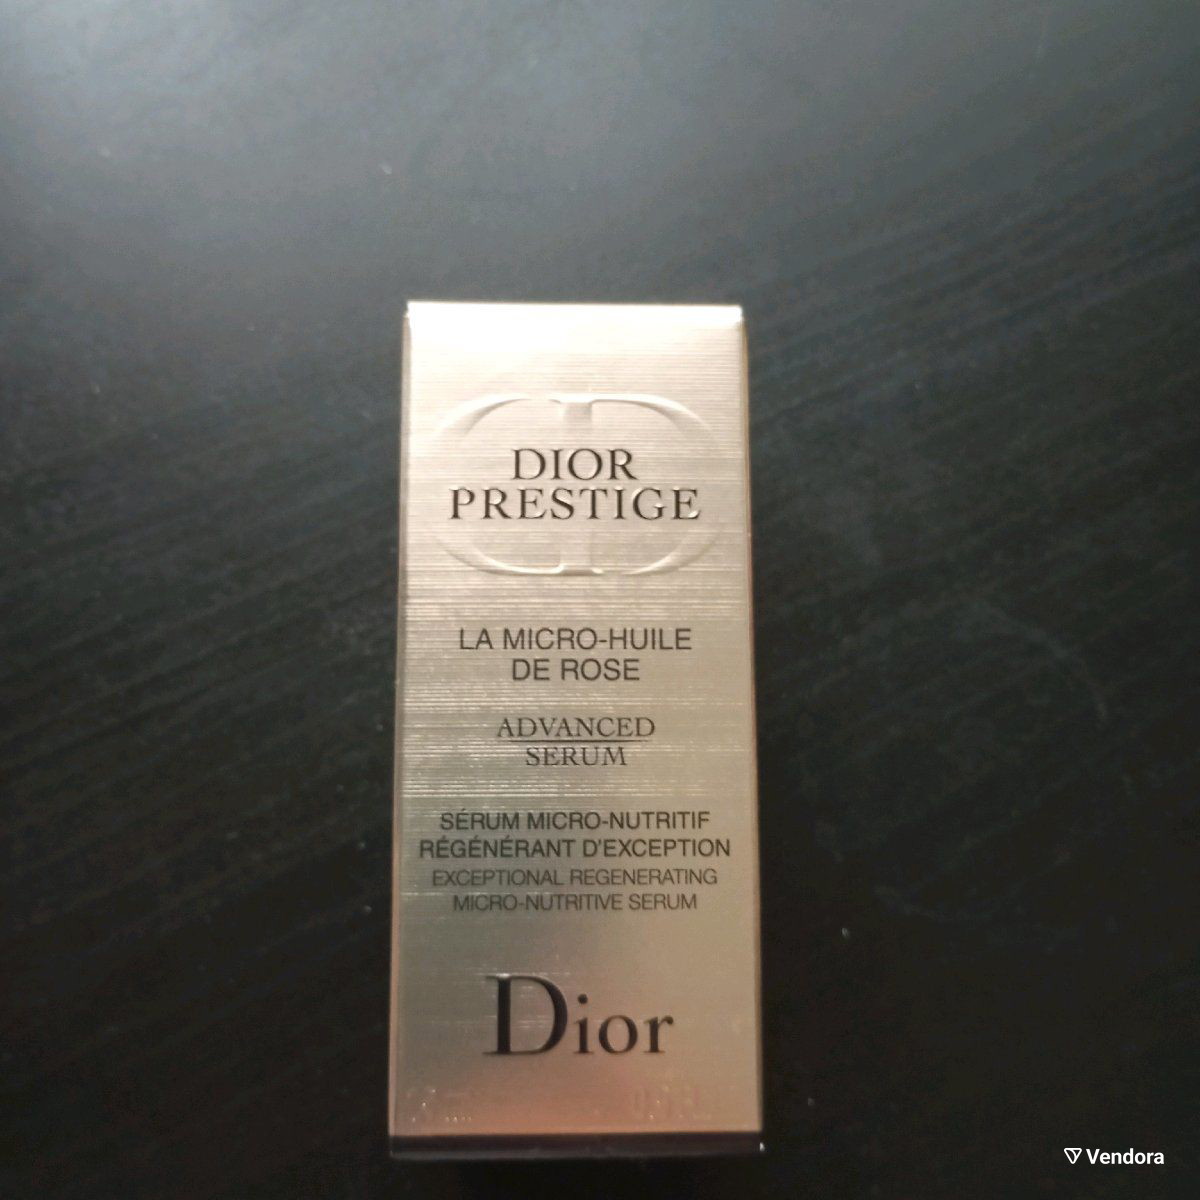 DIOR
PRESTIGE
LA MICRO-HUILE
DE ROSE
ADVANCED
SERUM
SÉRUM MICRO-NUTRITIF
RÉGÉNÉRANT D'EXCEPTION
EXCEPTIONAL REGENERATING
MICRO-NUTRITIVE SERUM
Dior
Vendora